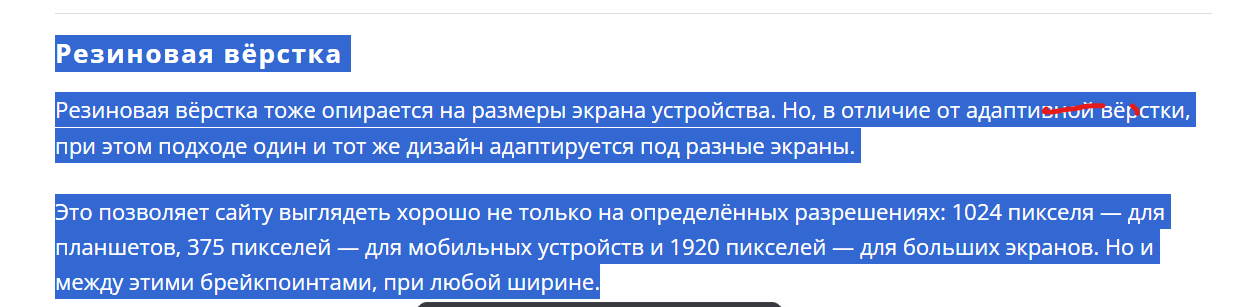 Резиновая вёрстка
Резиновая вёрстка тоже опирается на размеры экрана устройства. Но, в отличие от адаптивной вёрстки,
при этом подходе один и тот же дизайн адаптируется под разные экраны.
Это позволяет сайту выглядеть хорошо не только на определённых разрешениях: 1024 пикселя — для
планшетов, 375 пикселей — для мобильных устройств и 1920 пикселей — для больших экранов. Но и
между этими брейкпоинтами, при любой ширине.